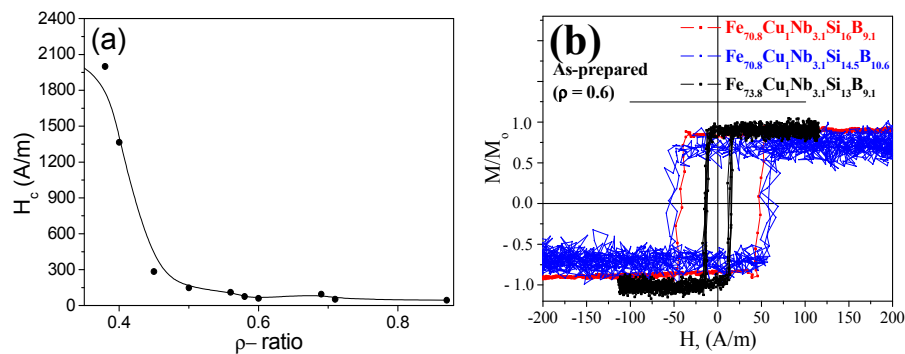 (a)
2400
2100
1800
1500
1200
900
600
300
0
H_c (A/m)
0.4
0.6
0.8
ρ– ratio
(b)
Fe70.8Cu1Nb3.1Si16B9.1
Fe70.8Cu1Nb3.1Si14.5B10.6
Fe73.8Cu1Nb3.1Si13B9.1
As-prepared
(ρ = 0.6)
M/Mo
1.0
0.5
0.0
- 0.5
- 1.0
-200
-150
-100
-50
0
50
100
150
200
H, (A/m)